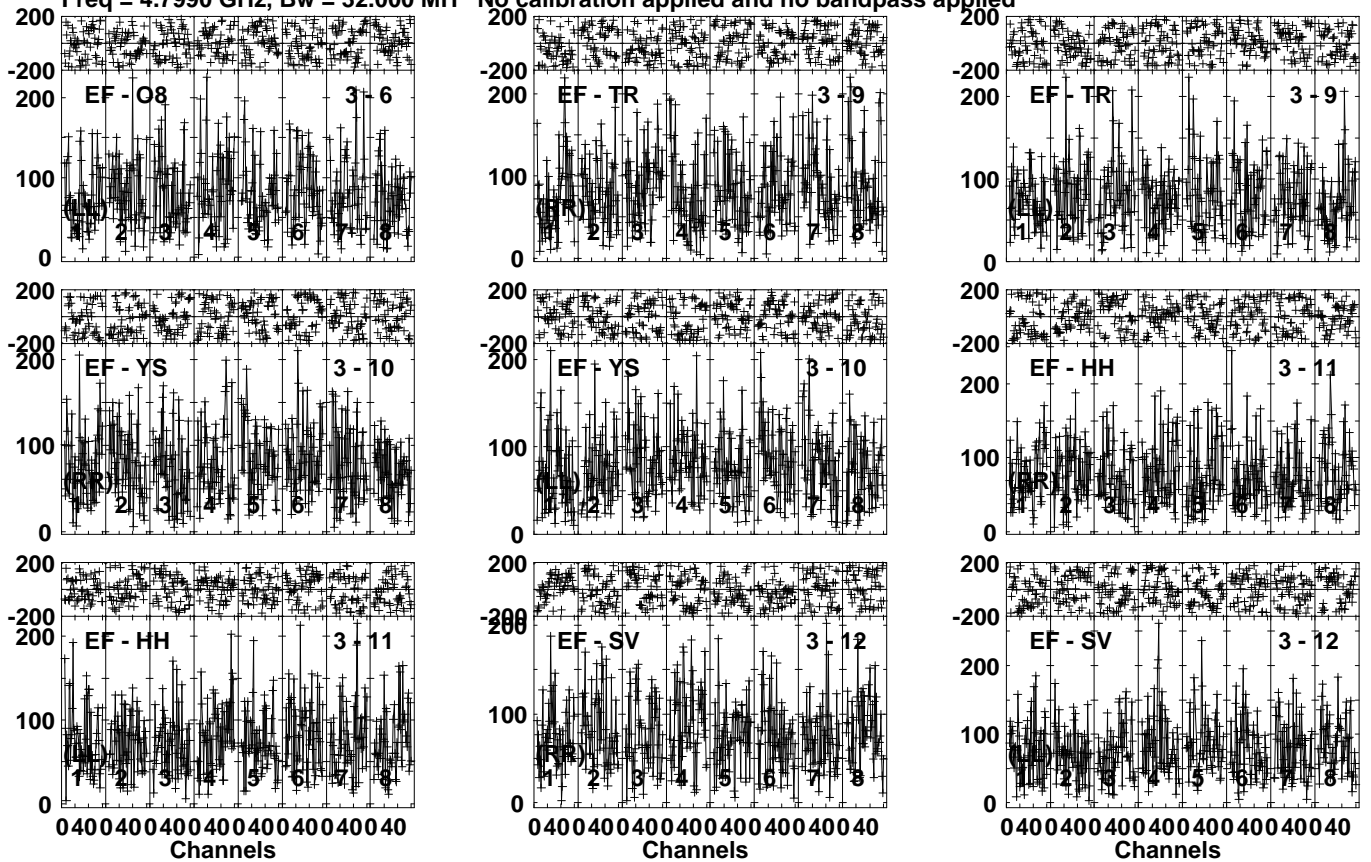 Freq = 4.7990 GHz, Bw = 32.000 MH No calibration applied and no bandpass applied
200 200 200
-200 -200 -200
EF - O8 3 - 6 EF - TR 3 - 9 EF - TR 3 - 9
200 200 200
100 100 100
(LL) (RR) (LL)
1 2 3 4 5 6 7 8 1 2 3 4 5 6 7 8 1 2 3 4 5 6 7 8
0 0 0
200 200 200
-200 -200 -200
200 200
EF - YS 3 - 10 EF - YS 3 - 10 EF - HH 3 - 11
200
100 100 100
(RR) (LL) (RR)
1 2 3 4 5 6 7 8 1 2 3 4 5 6 7 8 1 2 3 4 5 6 7 8
0 0 0
200 200 200
-200 -200 -200
200 200
EF - HH 3 - 11 EF - SV 3 - 12 EF - SV 3 - 12
200
100 100 100
(LL) (RR) (LL)
1 2 3 4 5 6 7 8 1 2 3 4 5 6 7 8 1 2 3 4 5 6 7 8
0 0 0
0 40 0 40 0 40 0 40 0 40 0 40 0 40 0 40 0 40 0 40 0 40 0 40 0 40 0 40 0 40 0 40 0 40 0 40 0 40 0 40 0 40 0 40 0 40 0 40
Channels Channels Channels